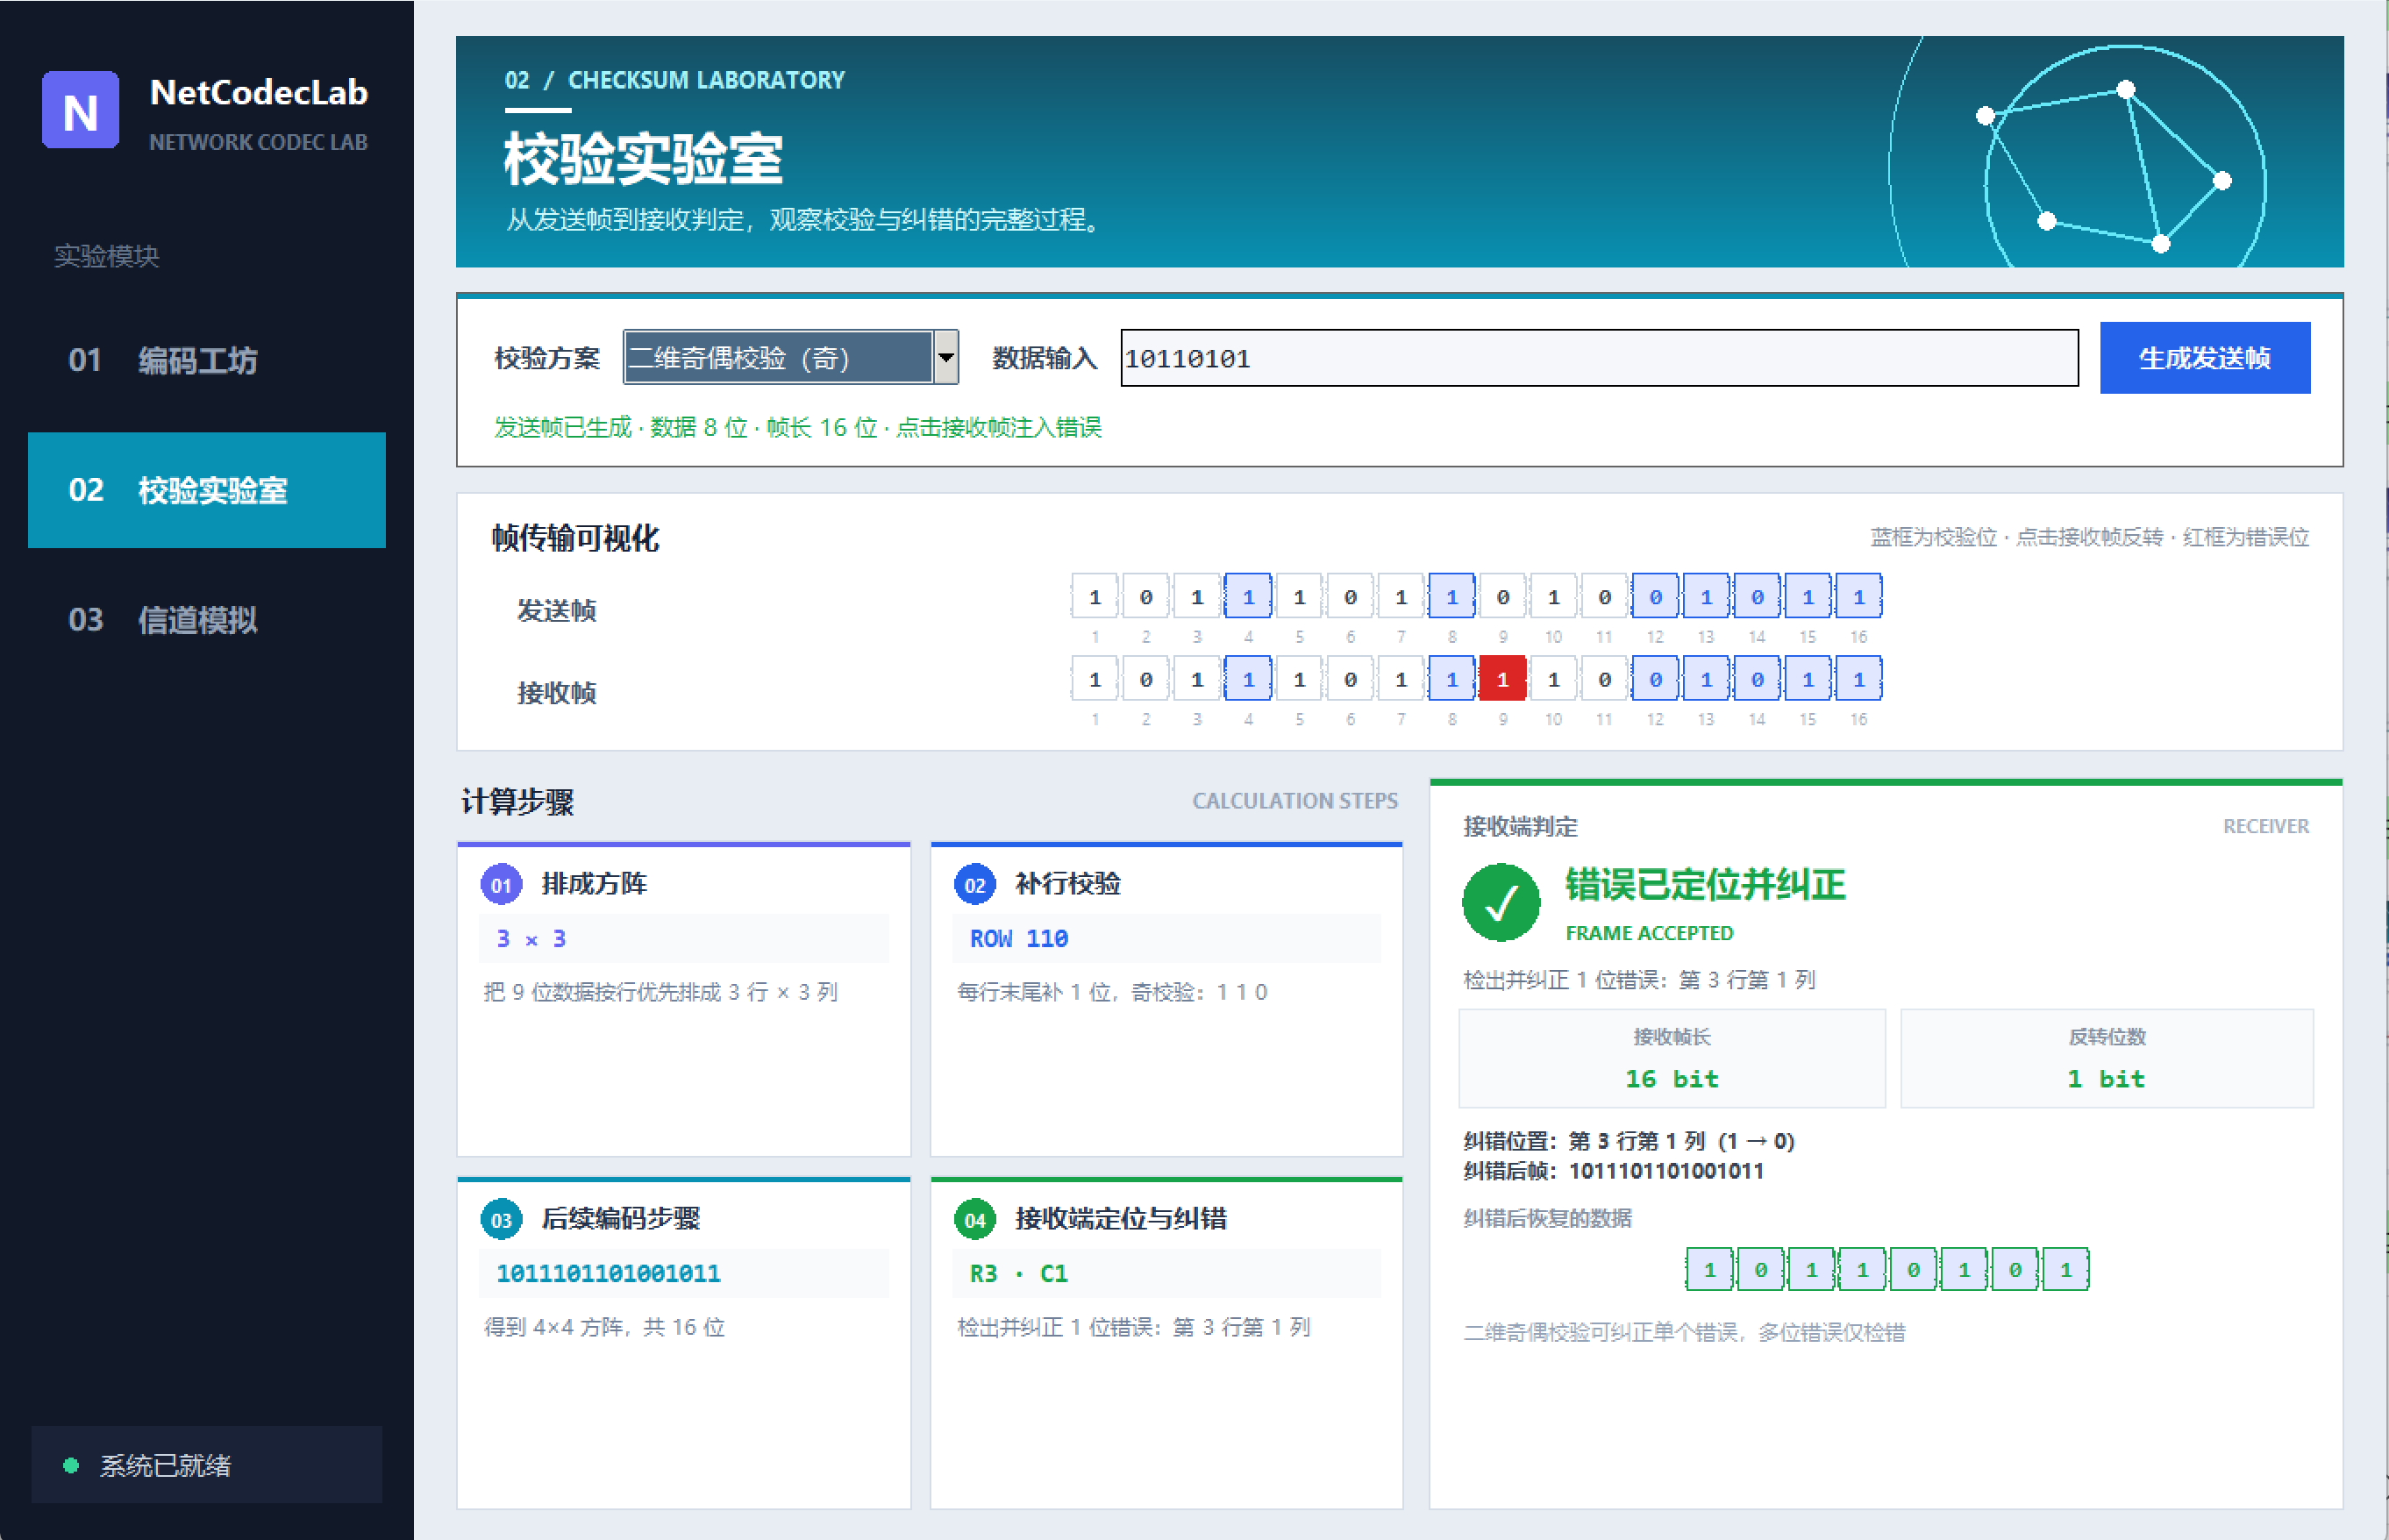 N
NetCodecLab
NETWORK CODEC LAB
实验模块
01 编码工坊
02 校验实验室
03 信道模拟
系统已就绪
02 / CHECKSUM LABORATORY
校验实验室
从发送帧到接收判定，观察校验与纠错的完整过程。
校验方案 二维奇偶校验（奇） 数据输入 10110101 生成发送帧
发送帧已生成 · 数据 8 位 · 帧长 16 位 · 点击接收帧注入错误
帧传输可视化 蓝框为校验位 · 点击接收帧反转 · 红框为错误位
发送帧 1 0 1 1 1 0 1 1 0 1 0 0 1 0 1 1
1 2 3 4 5 6 7 8 9 10 11 12 13 14 15 16
接收帧 1 0 1 1 1 0 1 1 1 1 0 0 1 0 1 1
1 2 3 4 5 6 7 8 9 10 11 12 13 14 15 16
计算步骤 CALCULATION STEPS
01 排成方阵
3 × 3
把 9 位数据按行优先排成 3 行 × 3 列
02 补行校验
ROW 110
每行末尾补 1 位，奇校验：1 1 0
03 后续编码步骤
1011101101001011
得到 4×4 方阵，共 16 位
04 接收端定位与纠错
R3 · C1
检出并纠正 1 位错误：第 3 行第 1 列
接收端判定 RECEIVER
错误已定位并纠正
FRAME ACCEPTED
检出并纠正 1 位错误：第 3 行第 1 列
接收帧长
16 bit
反转位数
1 bit
纠错位置：第 3 行第 1 列（1 → 0）
纠错后帧：1011101101001011
纠错后恢复的数据
1 0 1 1 0 1 0 1
二维奇偶校验可纠正单个错误，多位错误仅检错